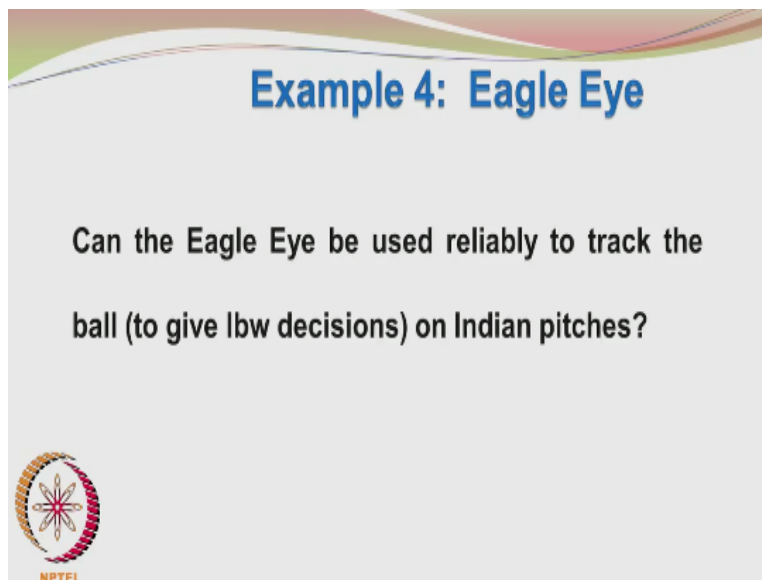 Example 4: Eagle Eye
Can the Eagle Eye be used reliably to track the
ball (to give lbw decisions) on Indian pitches?
NPTEL